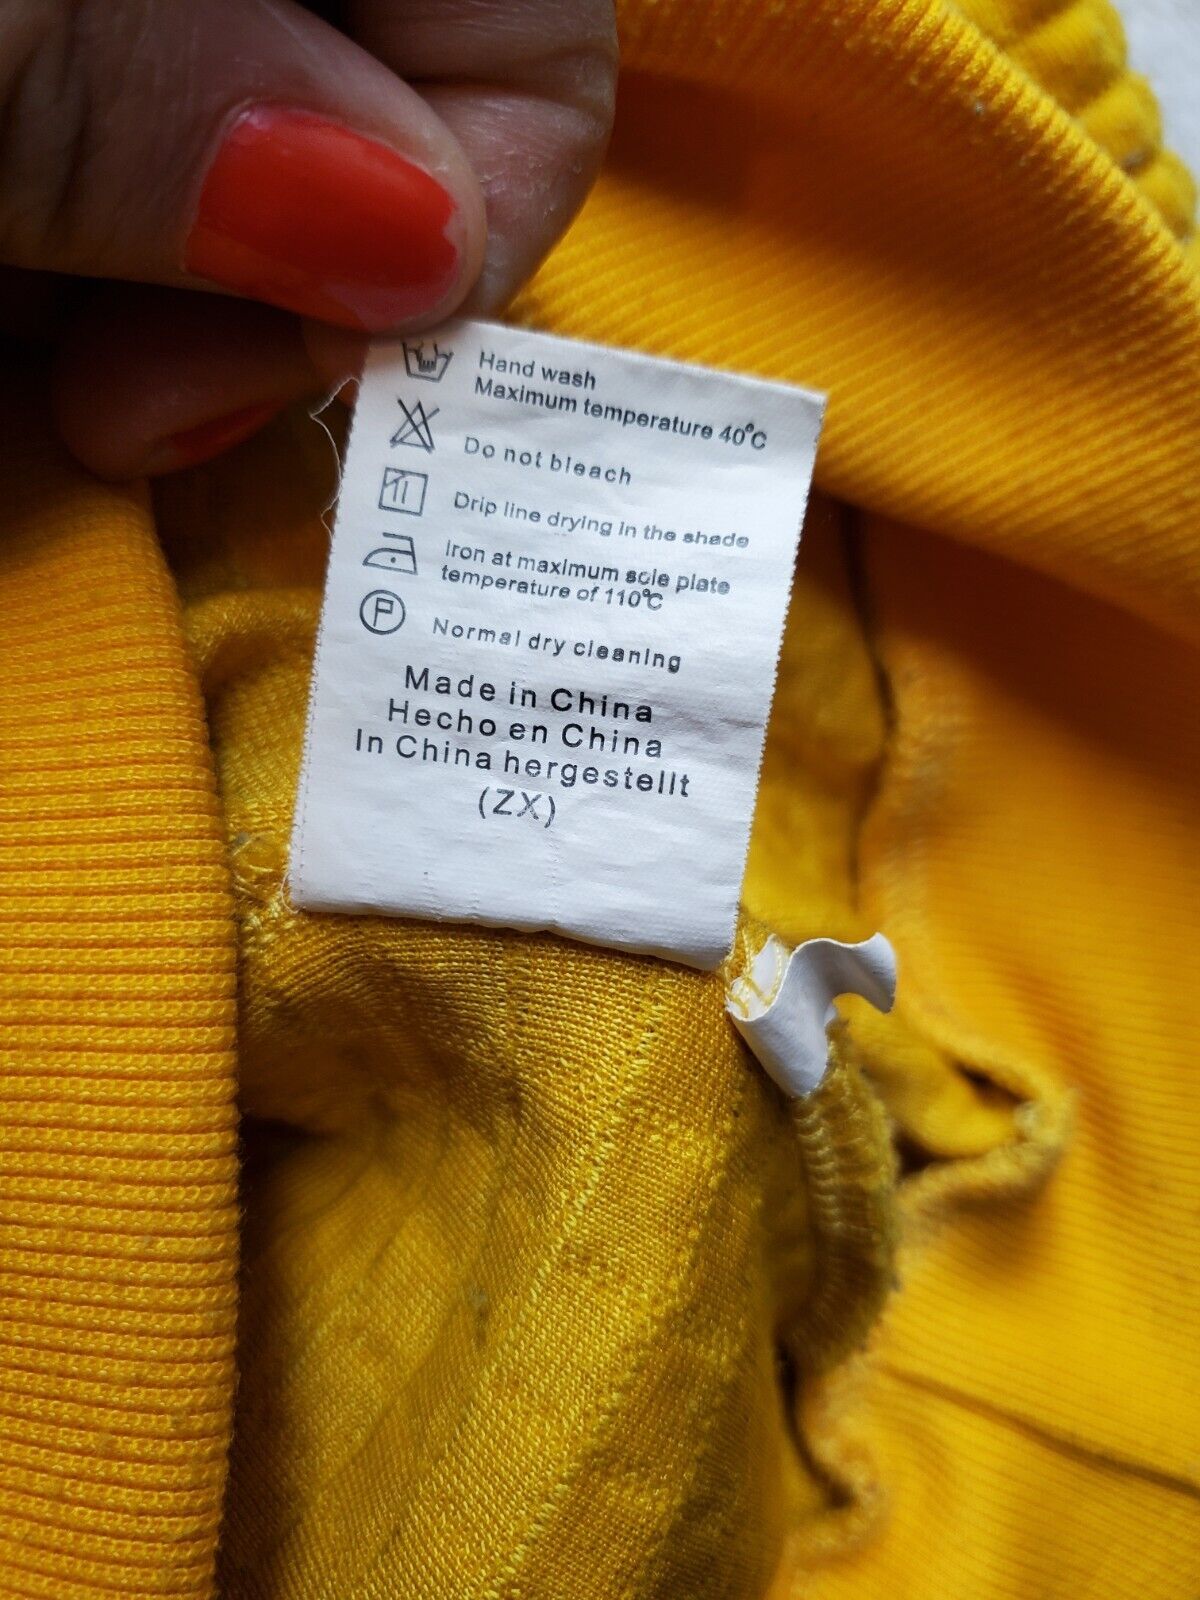 Hand wash
Maximum temperature 40°C
Do not bleach
Drip line drying in the shade
Iron at maximum sole plate
temperature of 110°C
P
Normal dry cleaning
Made in China
Hecho en China
In China hergestellt
(ZX)